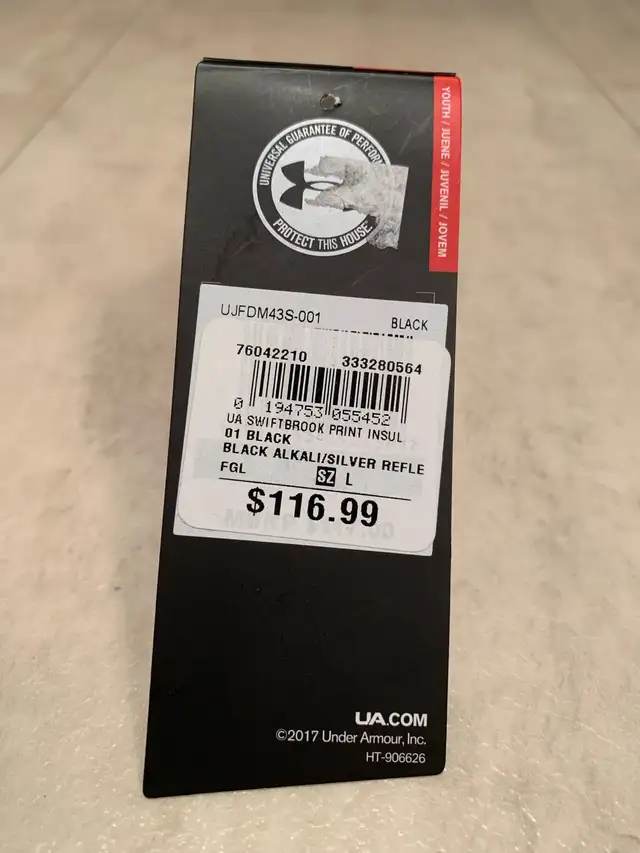 YOUTH / JUENE / JUVENIL / JOVEM
UNIVERSAL GUARANTEE OF
PROTECT THIS HOUSE
UJFDM43S-001 BLACK
76042210 333280564
0 194753 055452
UA SWIFTBROOK PRINT INSUL
01 BLACK
BLACK ALKALI/SILVER REFLE
FGL SZ L
$116.99
UA.COM
©2017 Under Armour, Inc.
HT-906626